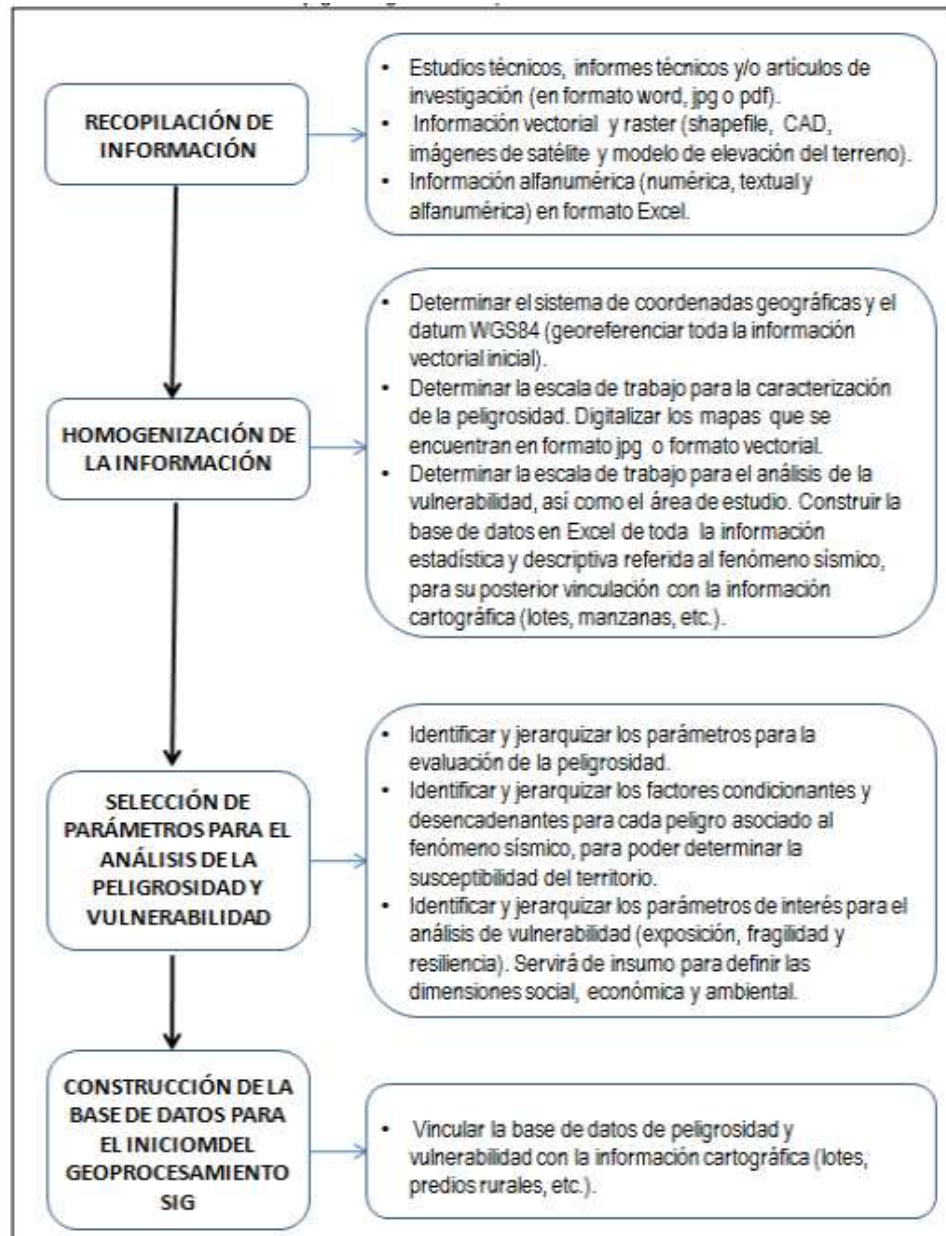 RECOPILACIÓN DE
INFORMACIÓN
• Estudios técnicos, informes técnicos y/o artículos de
investigación (en formato word, jpg o pdf).
• Información vectorial y raster (shapefile, CAD,
imágenes de satélite y modelo de elevación del terreno).
• Información alfanumérica (numérica, textual y
alfanumérica) en formato Excel.
HOMOGENIZACIÓN DE
LA INFORMACIÓN
• Determinar el sistema de coordenadas geográficas y el
datum WGS84 (georeferenciar toda la información
vectorial inicial).
• Determinar la escala de trabajo para la caracterización
de la peligrosidad. Digitalizar los mapas que se
encuentran en formato jpg o formato vectorial.
• Determinar la escala de trabajo para el análisis de la
vulnerabilidad, así como el área de estudio. Construir la
base de datos en Excel de toda la información
estadística y descriptiva referida al fenómeno sísmico,
para su posterior vinculación con la información
cartográfica (lotes, manzanas, etc.).
SELECCIÓN DE
PARÁMETROS PARA EL
ANÁLISIS DE LA
PELIGROSIDAD Y
VULNERABILIDAD
• Identificar y jerarquizar los parámetros para la
evaluación de la peligrosidad.
• Identificar y jerarquizar los factores condicionantes y
desencadenantes para cada peligro asociado al
fenómeno sísmico, para poder determinar la
susceptibilidad del territorio.
• Identificar y jerarquizar los parámetros de interés para el
análisis de vulnerabilidad (exposición, fragilidad y
resiliencia). Servirá de insumo para definir las
dimensiones social, económica y ambiental.
CONSTRUCCIÓN DE LA
BASE DE DATOS PARA
EL INICIOMDEL
GEOPROCESAMIENTO
SIG
• Vincular la base de datos de peligrosidad y
vulnerabilidad con la información cartográfica (lotes,
predios rurales, etc.).